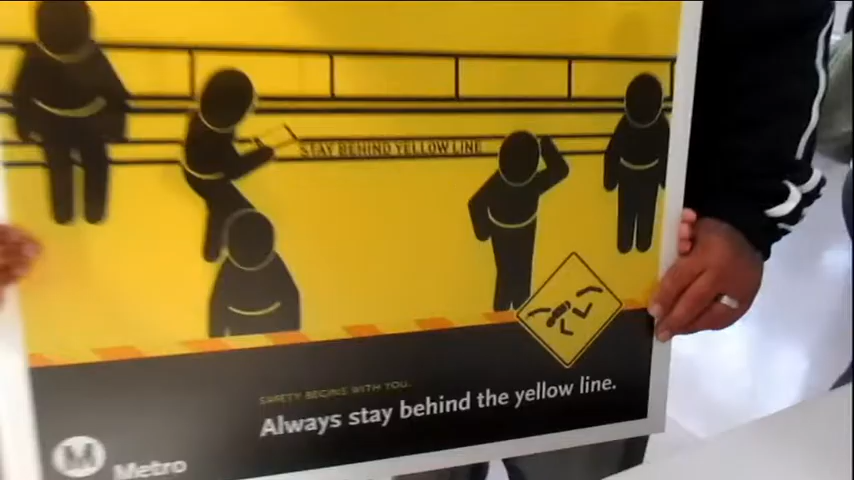 STAY BEHIND YELLOW LINE
SAFETY BEGINS WITH YOU.
Always stay behind the yellow line.
M Metro